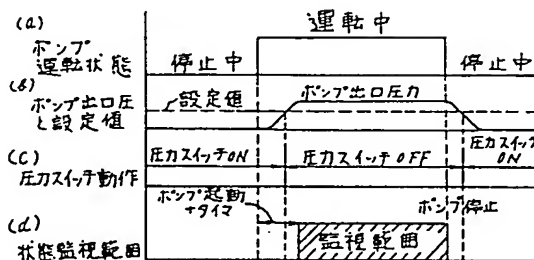 (a)
ポンプ
運転状態
停止中
運転中
停止中
(b)
ポンプ出口圧
と設定値
設定値
ポンプ出口圧力
(c)
圧力スイッチ動作
圧力スイッチON
圧力スイッチOFF
圧力スイッチ
ON
(d)
状態監視範囲
ポンプ起動
+タイマ
監視範囲
ポンプ停止